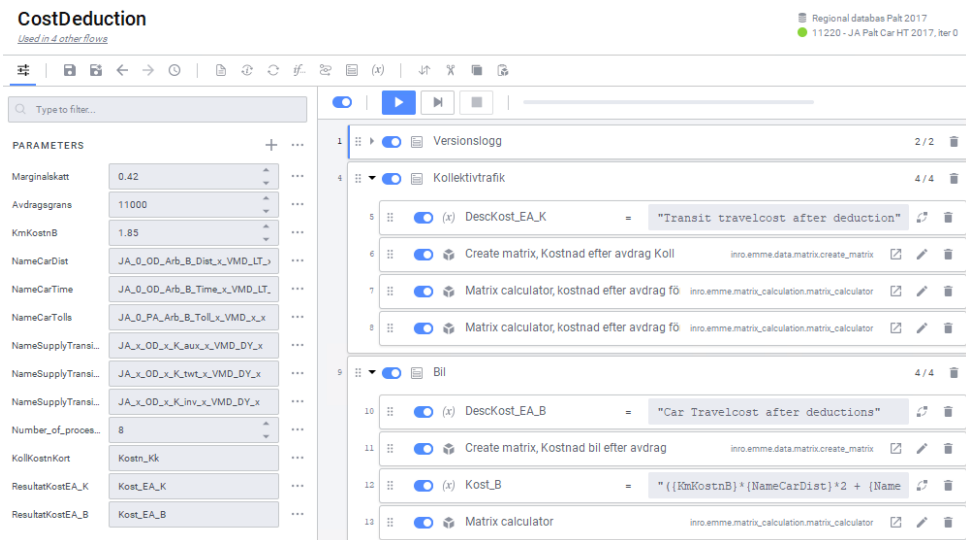 CostDeduction
Used in 4 other flows
Regional databas Palt 2017
11220 - JA Palt Car HT 2017, iter 0
if...
(x)
Type to filter...
PARAMETERS
Marginalskatt 0.42
Avdragsgrans 11000
KmKostnB 1.85
NameCarDist JA_0_OD_Arb_B_Dist_x_VMD_LT_x
NameCarTime JA_0_OD_Arb_B_Time_x_VMD_LT_
NameCarTolls JA_0_PA_Arb_B_Toll_x_VMD_x_x
NameSupplyTransi... JA_x_OD_x_K_aux_x_VMD_DY_x
NameSupplyTransi... JA_x_OD_x_K_twt_x_VMD_DY_x
NameSupplyTransi... JA_x_OD_x_K_inv_x_VMD_DY_x
Number_of_proces... 8
KollKostnKort Kostn_Kk
ResultatKostEA_K Kost_EA_K
ResultatKostEA_B Kost_EA_B
1 Versionslogg 2 / 2
4 Kollektivtrafik 4 / 4
5 (x) DescKost_EA_K = "Transit travelcost after deduction"
6 Create matrix, Kostnad efter avdrag Koll inro.emme.data.matrix.create_matrix
7 Matrix calculator, kostnad efter avdrag fö inro.emme.matrix_calculation.matrix_calculator
8 Matrix calculator, kostnad efter avdrag fö inro.emme.matrix_calculation.matrix_calculator
9 Bil 4 / 4
10 (x) DescKost_EA_B = "Car Travelcost after deductions"
11 Create matrix, Kostnad bil efter avdrag inro.emme.data.matrix.create_matrix
12 (x) Kost_B = "({KmKostnB}*{NameCarDist}*2 + {Name
13 Matrix calculator inro.emme.matrix_calculation.matrix_calculator